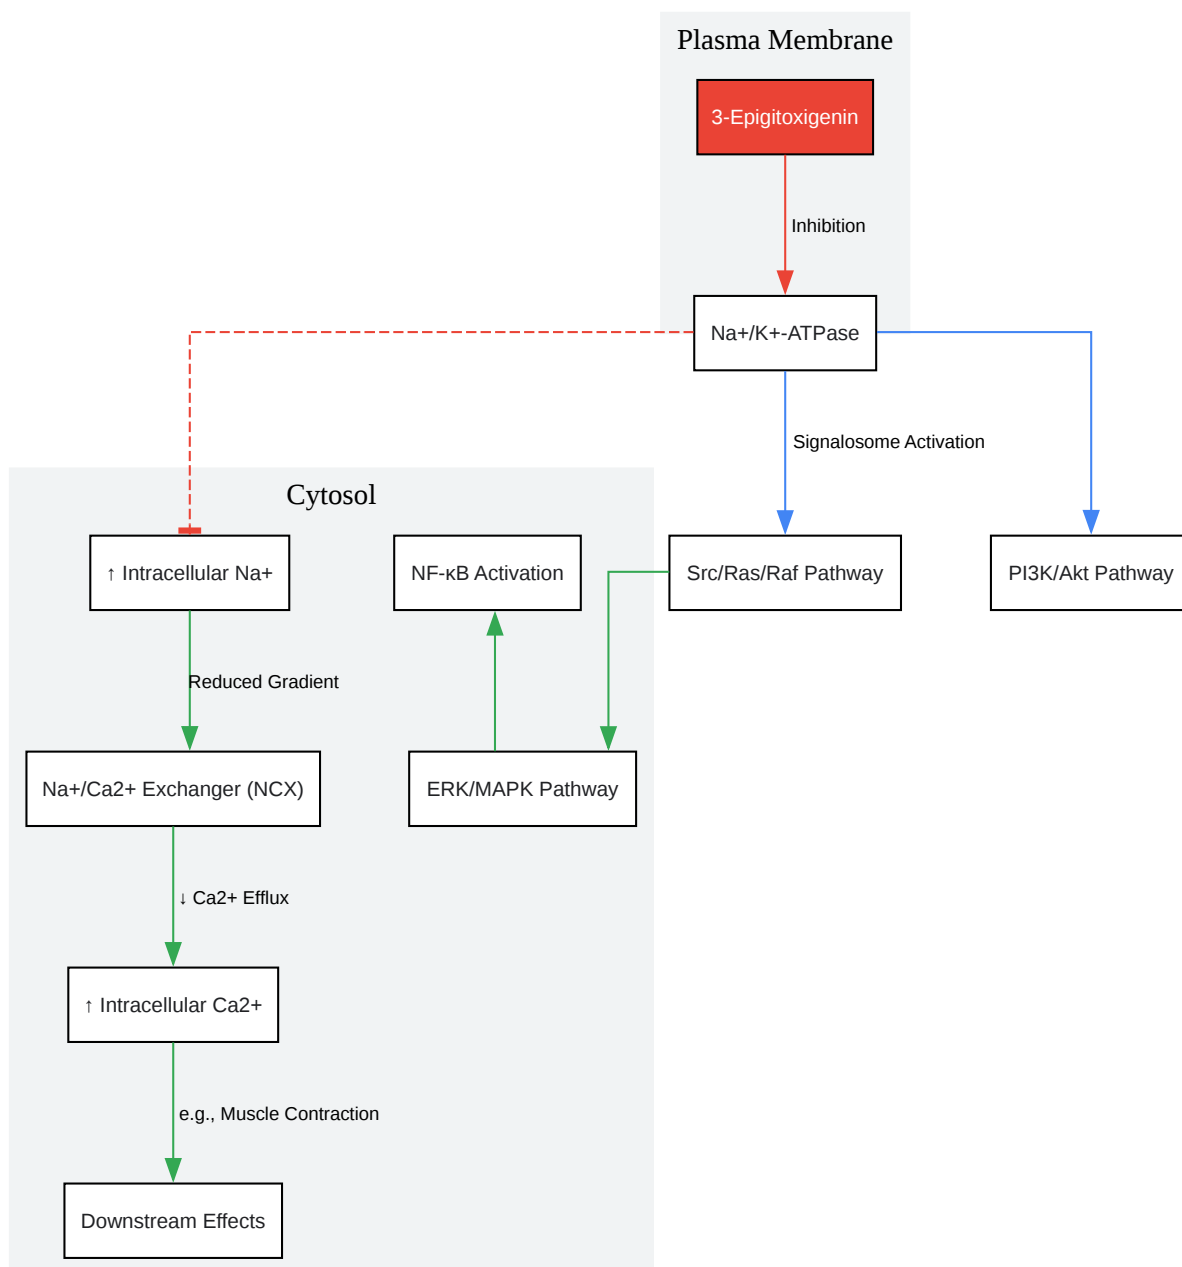 Plasma Membrane
3-Epigitoxigenin
Inhibition
Na+/K+-ATPase
Signalosome Activation
Cytosol
↑ Intracellular Na+
NF-κB Activation
Src/Ras/Raf Pathway
PI3K/Akt Pathway
Reduced Gradient
Na+/Ca2+ Exchanger (NCX)
ERK/MAPK Pathway
↓ Ca2+ Efflux
↑ Intracellular Ca2+
e.g., Muscle Contraction
Downstream Effects